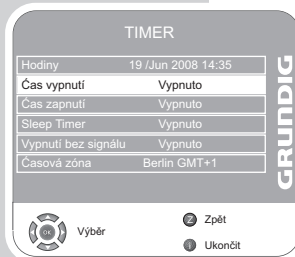 TIMER
Hodiny 19 /Jun 2008 14:35
Čas vypnutí Vypnuto
Čas zapnutí Vypnuto
Sleep Timer Vypnuto
Vypnutí bez signálu Vypnuto
Časová zóna Berlin GMT+1
GRUNDIG
OK Výběr
Z Zpět
i Ukončit